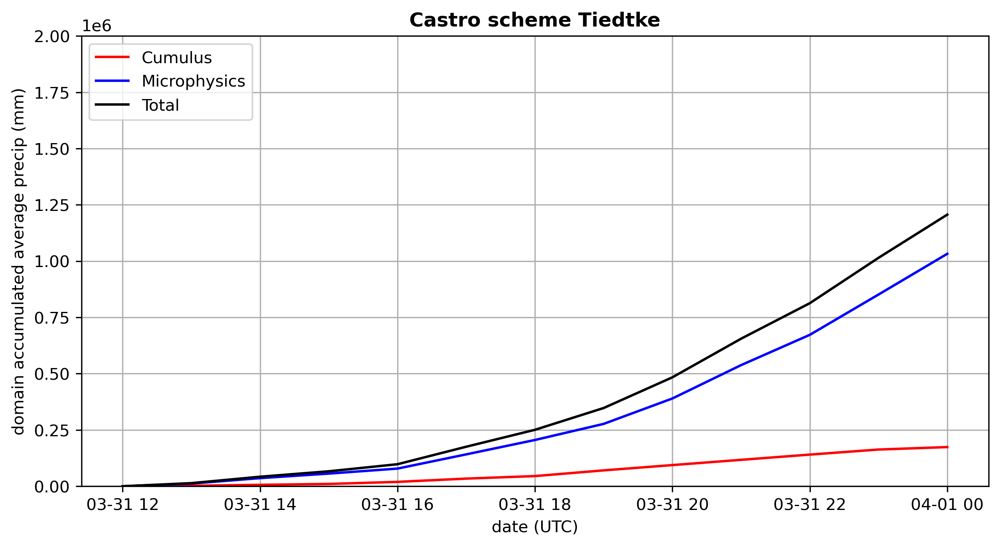 Castro scheme Tiedtke
1e6
2.00
1.75
1.50
1.25
1.00
0.75
0.50
0.25
0.00
domain accumulated average precip (mm)
Cumulus
Microphysics
Total
03-31 12
03-31 14
03-31 16
03-31 18
03-31 20
03-31 22
04-01 00
date (UTC)